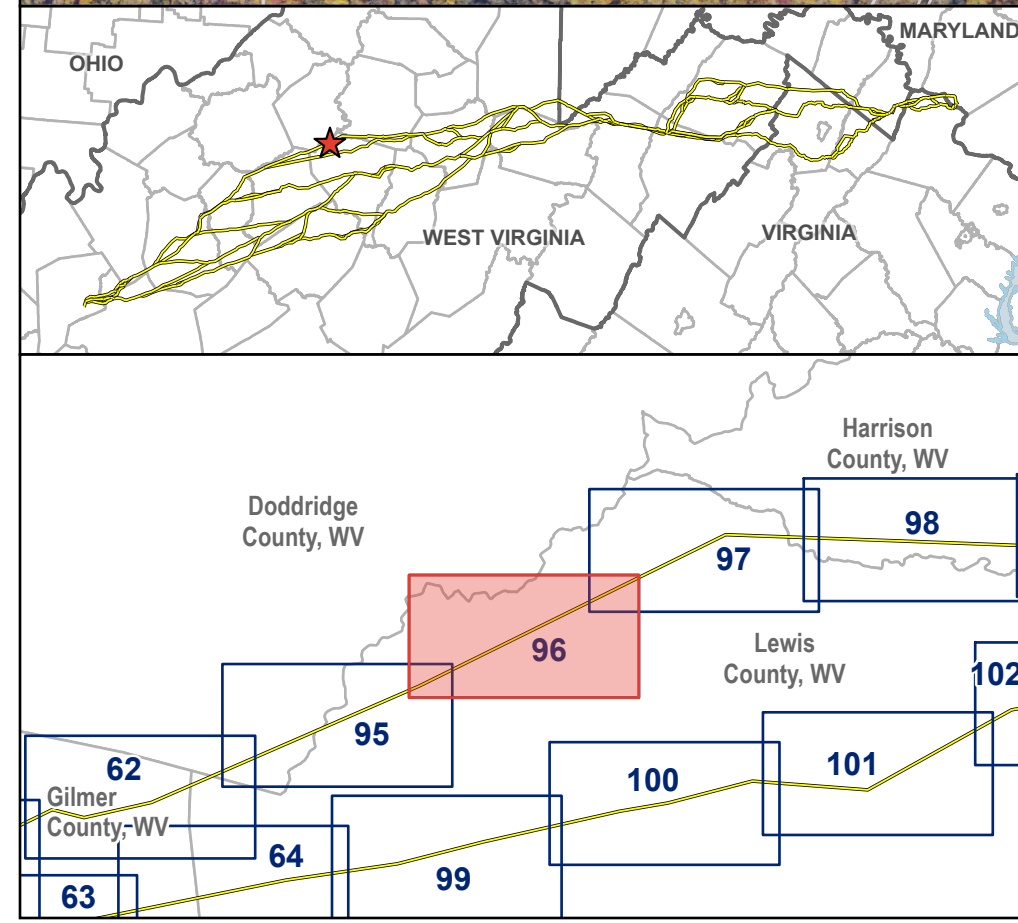 OHIO
MARYLAND
WEST VIRGINIA
VIRGINIA
Harrison
County, WV
Doddridge
County, WV
98
97
96
Lewis
County, WV
102
95
62
100
101
Gilmer
County, WV
64
99
63